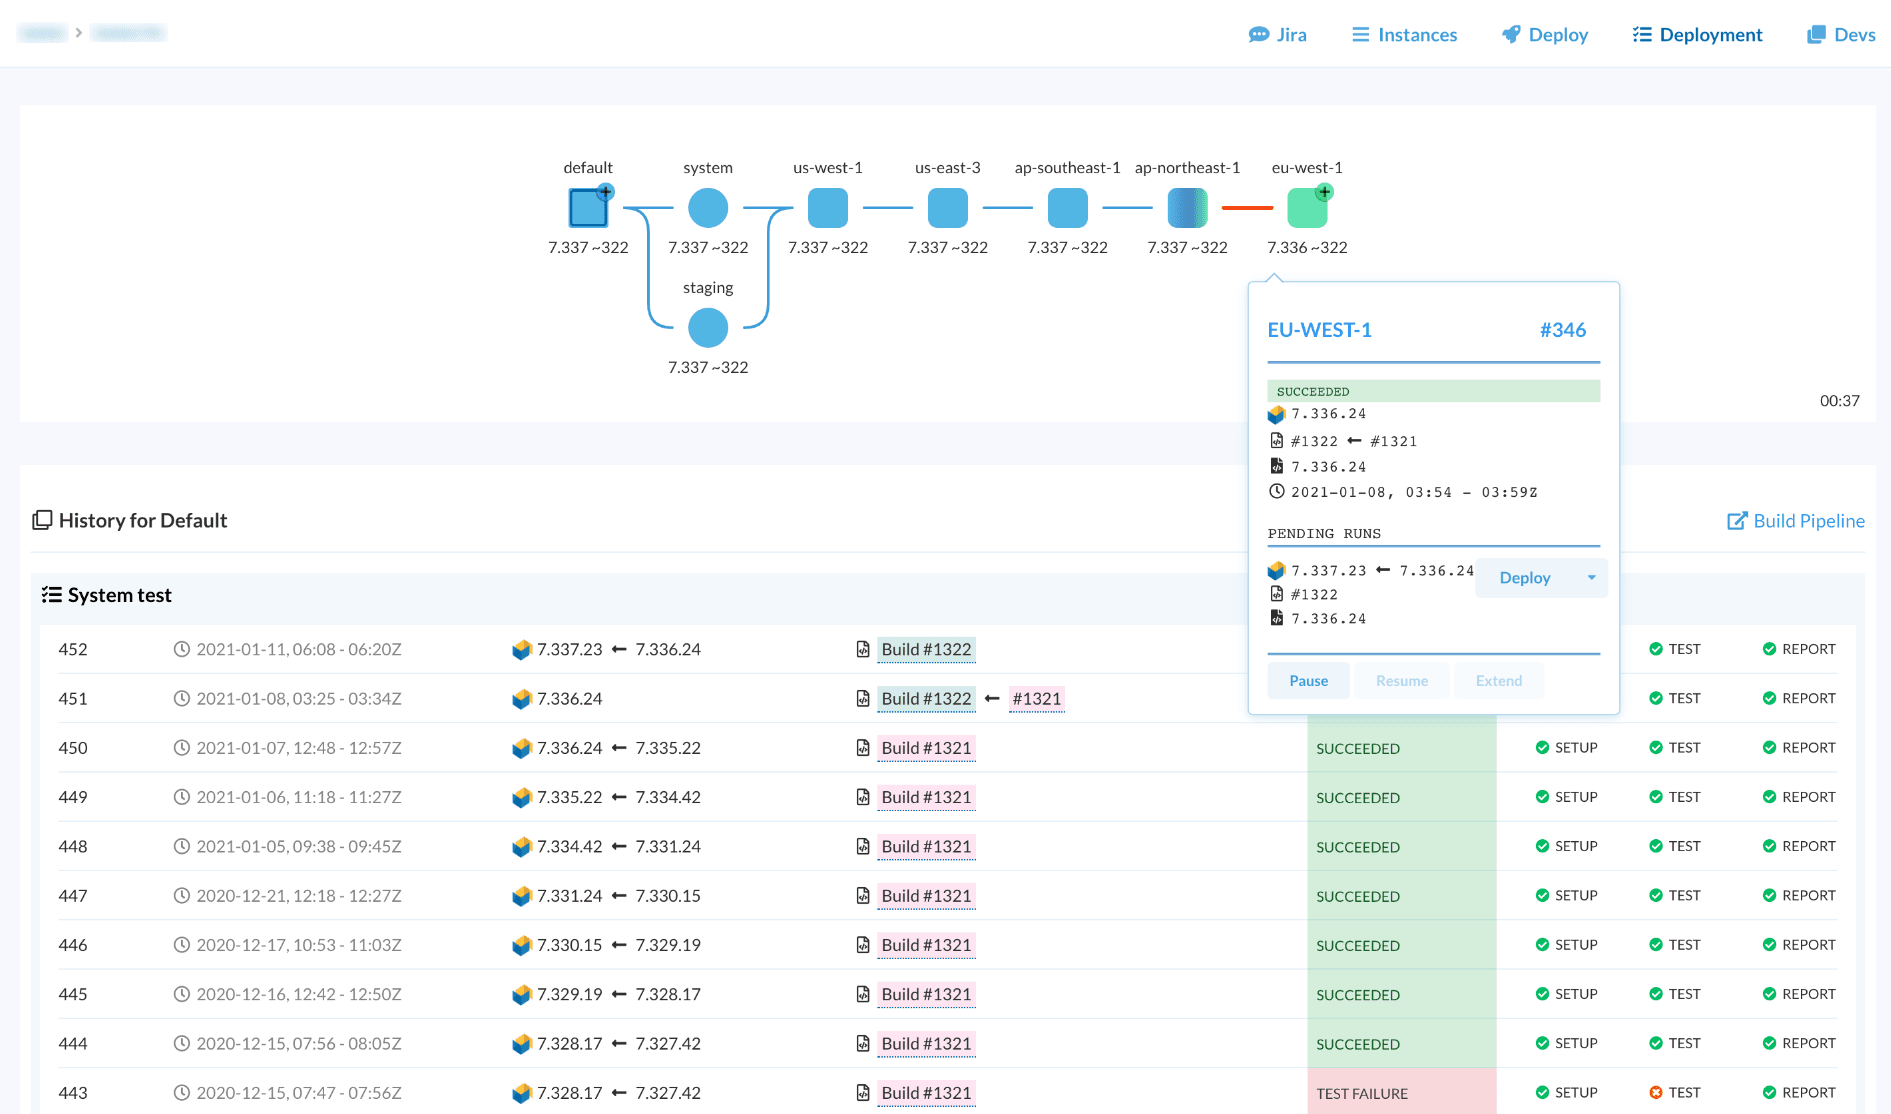 Jira Instances Deploy Deployment Devs
default system us-west-1 us-east-3 ap-southeast-1 ap-northeast-1 eu-west-1
7.337 ~322 7.337 ~322 7.337 ~322 7.337 ~322 7.337 ~322 7.337 ~322 7.336 ~322
staging
7.337 ~322
00:37
EU-WEST-1 #346
SUCCEEDED
7.336.24
#1322 ← #1321
7.336.24
2021-01-08, 03:54 - 03:59Z
PENDING RUNS
7.337.23 ← 7.336.24 Deploy
#1322
7.336.24
Pause Resume Extend
History for Default Build Pipeline
System test
452 2021-01-11, 06:08 - 06:20Z 7.337.23 ← 7.336.24 Build #1322 TEST REPORT
451 2021-01-08, 03:25 - 03:34Z 7.336.24 Build #1322 ← #1321 TEST REPORT
450 2021-01-07, 12:48 - 12:57Z 7.336.24 ← 7.335.22 Build #1321 SUCCEEDED SETUP TEST REPORT
449 2021-01-06, 11:18 - 11:27Z 7.335.22 ← 7.334.42 Build #1321 SUCCEEDED SETUP TEST REPORT
448 2021-01-05, 09:38 - 09:45Z 7.334.42 ← 7.331.24 Build #1321 SUCCEEDED SETUP TEST REPORT
447 2020-12-21, 12:18 - 12:27Z 7.331.24 ← 7.330.15 Build #1321 SUCCEEDED SETUP TEST REPORT
446 2020-12-17, 10:53 - 11:03Z 7.330.15 ← 7.329.19 Build #1321 SUCCEEDED SETUP TEST REPORT
445 2020-12-16, 12:42 - 12:50Z 7.329.19 ← 7.328.17 Build #1321 SUCCEEDED SETUP TEST REPORT
444 2020-12-15, 07:56 - 08:05Z 7.328.17 ← 7.327.42 Build #1321 SUCCEEDED SETUP TEST REPORT
443 2020-12-15, 07:47 - 07:56Z 7.328.17 ← 7.327.42 Build #1321 TEST FAILURE SETUP TEST REPORT